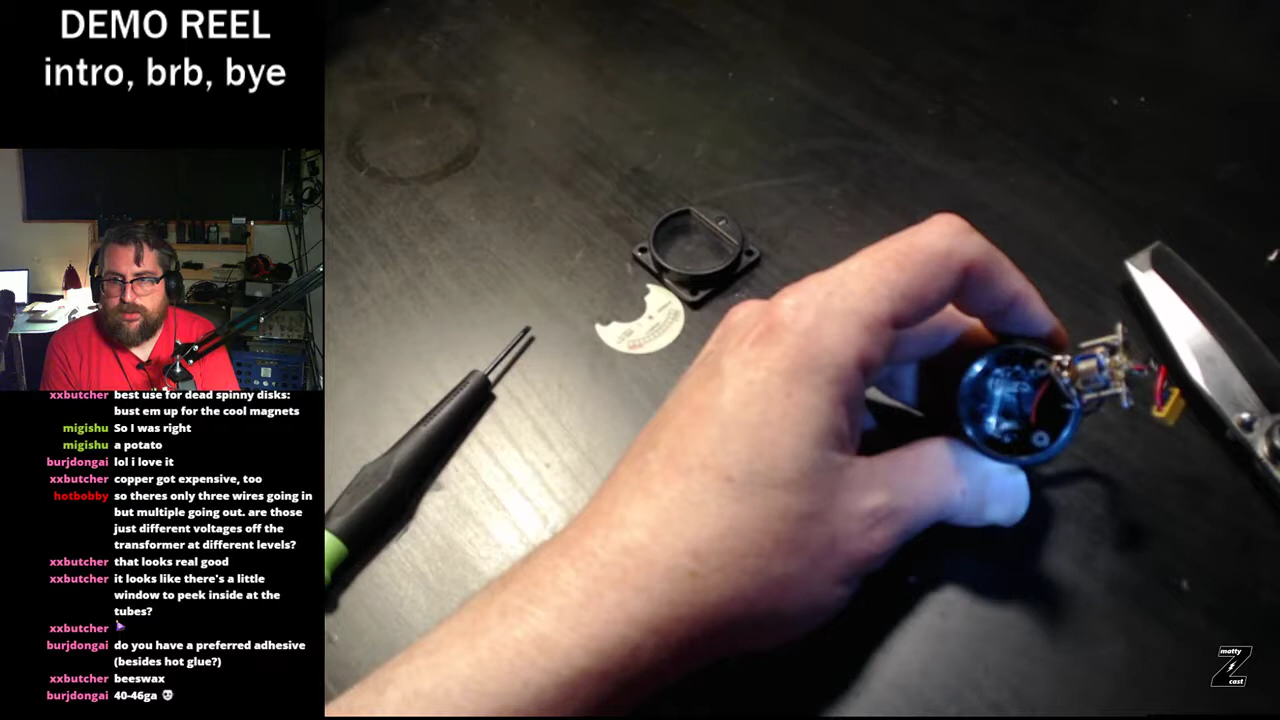 DEMO REEL
intro, brb, bye
xxbutcher best use for dead spinny disks:
bust em up for the cool magnets
migishu So I was right
migishu a potato
burjdongai lol i love it
xxbutcher copper got expensive, too
hotbobby so theres only three wires going in
but multiple going out. are those
just different voltages off the
transformer at different levels?
xxbutcher that looks real good
xxbutcher it looks like there's a little
window to peek inside at the
tubes?
xxbutcher
burjdongai do you have a preferred adhesive
(besides hot glue?)
xxbutcher beeswax
burjdongai 40-46ga 💀
matty
Z
cast